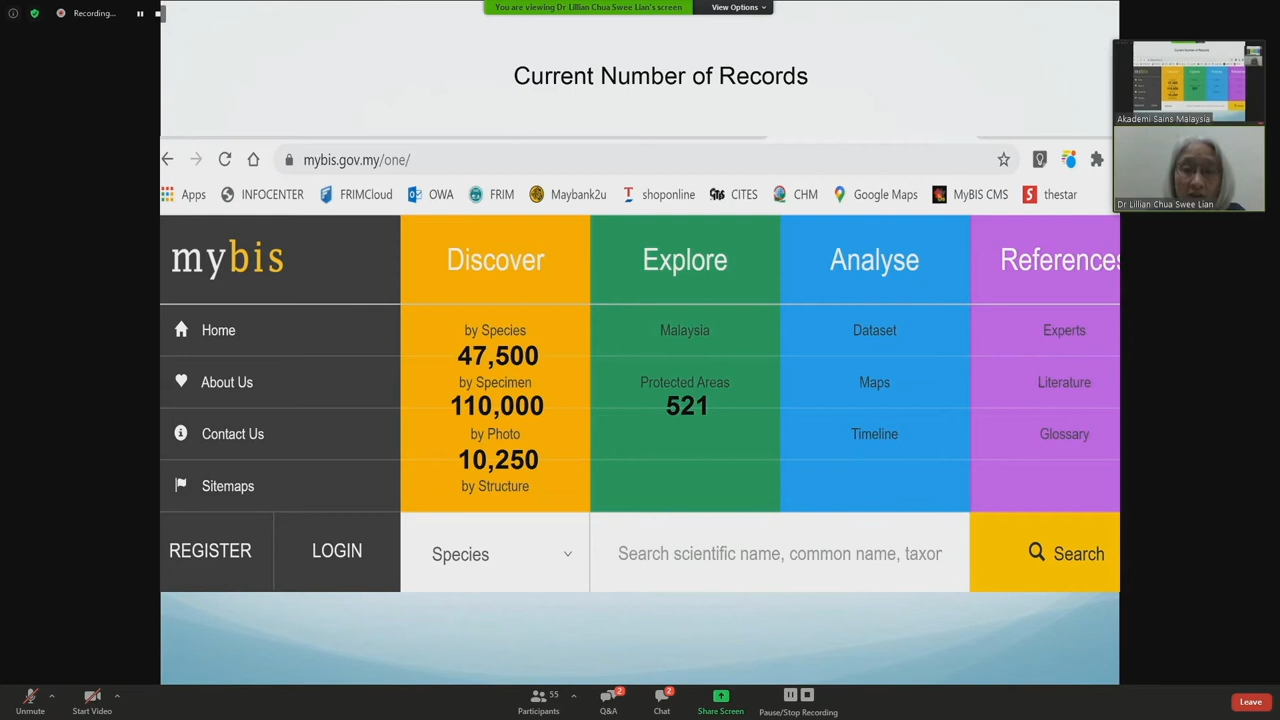 Recording...
You are viewing Dr Lillian Chua Swee Lian's screen
View Options
Current Number of Records
mybis.gov.my/one/
Apps INFOCENTER FRIMCloud OWA FRIM Maybank2u shoponline CITES CHM Google Maps MyBIS CMS thestar
mybis
Discover
Explore
Analyse
References
Home
About Us
Contact Us
Sitemaps
by Species
47,500
by Specimen
110,000
by Photo
10,250
by Structure
Malaysia
Protected Areas
521
Dataset
Maps
Timeline
Experts
Literature
Glossary
REGISTER
LOGIN
Species
Search scientific name, common name, taxor
Search
Akademi Sains Malaysia
Dr Lillian Chua Swee Lian
Unmute
Start Video
55
Participants
2
Q&A
2
Chat
Share Screen
Pause/Stop Recording
Leave